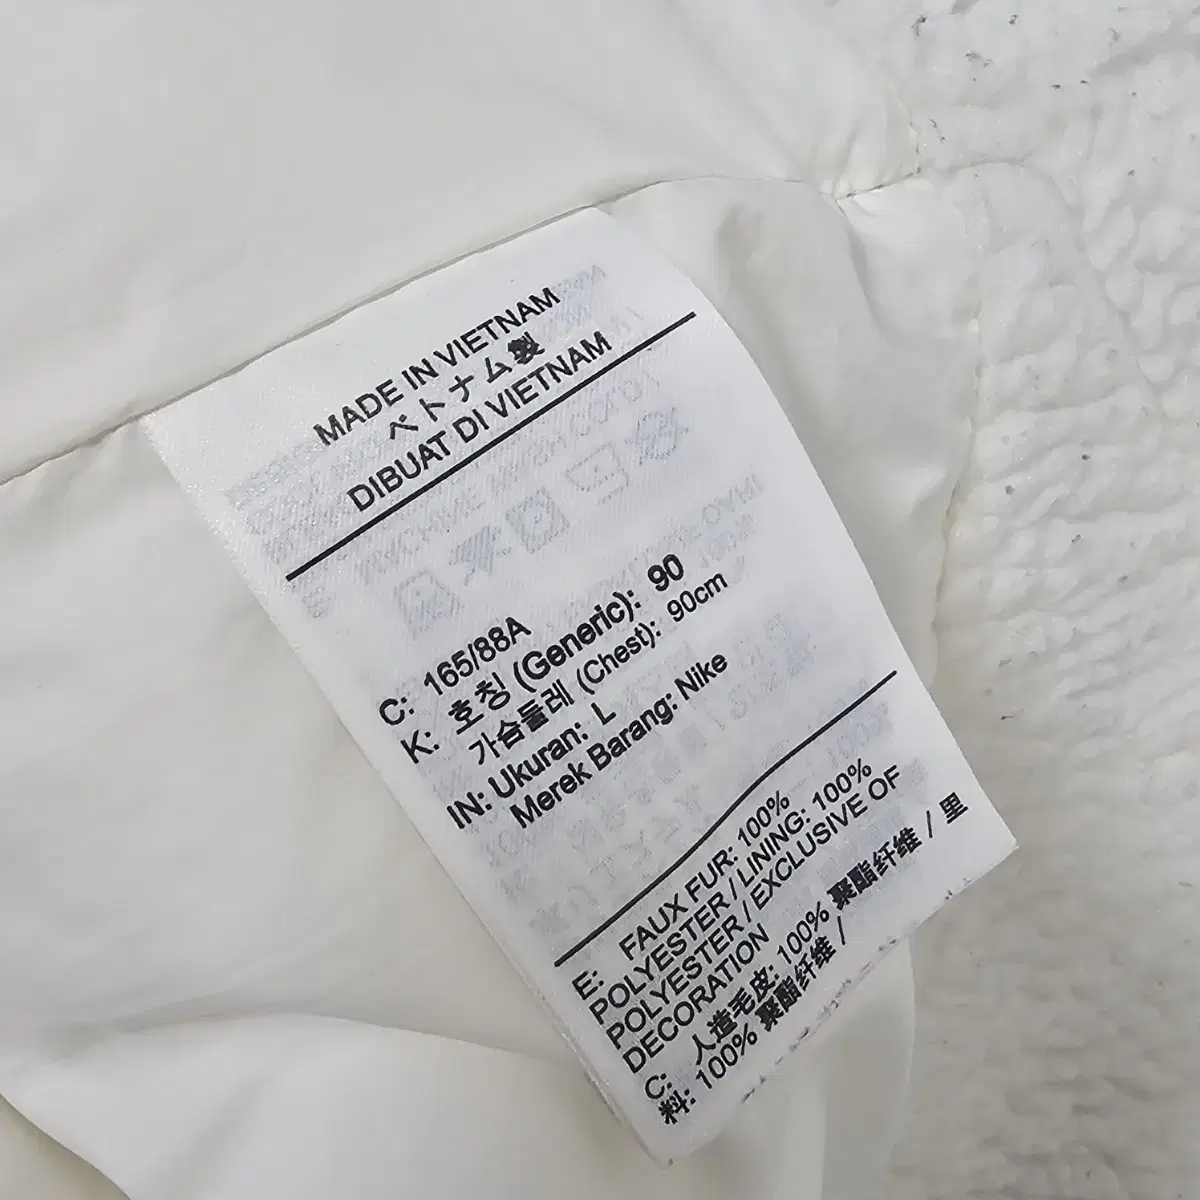 MADE IN VIETNAM
ベトナム製
DIBUAT DI VIETNAM
C: 165/88A
K: 호칭 (Generic): 90
가슴둘레 (Chest): 90cm
IN: Ukuran: L
Merek Barang: Nike
E: FAUX FUR: 100%
POLYESTER / LINING: 100%
POLYESTER / EXCLUSIVE OF
DECORATION
C: 人造毛皮: 100% 聚酯纤维 / 里
料: 100% 聚酯纤维 /